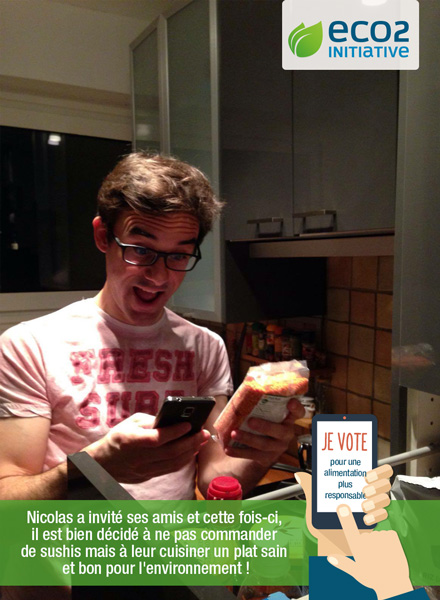 eco2
INITIATIVE
FRESH
SURF
JE VOTE
pour une
alimentation
plus
responsable
Nicolas a invité ses amis et cette fois-ci,
il est bien décidé à ne pas commander
de sushis mais à leur cuisiner un plat sain
et bon pour l'environnement !